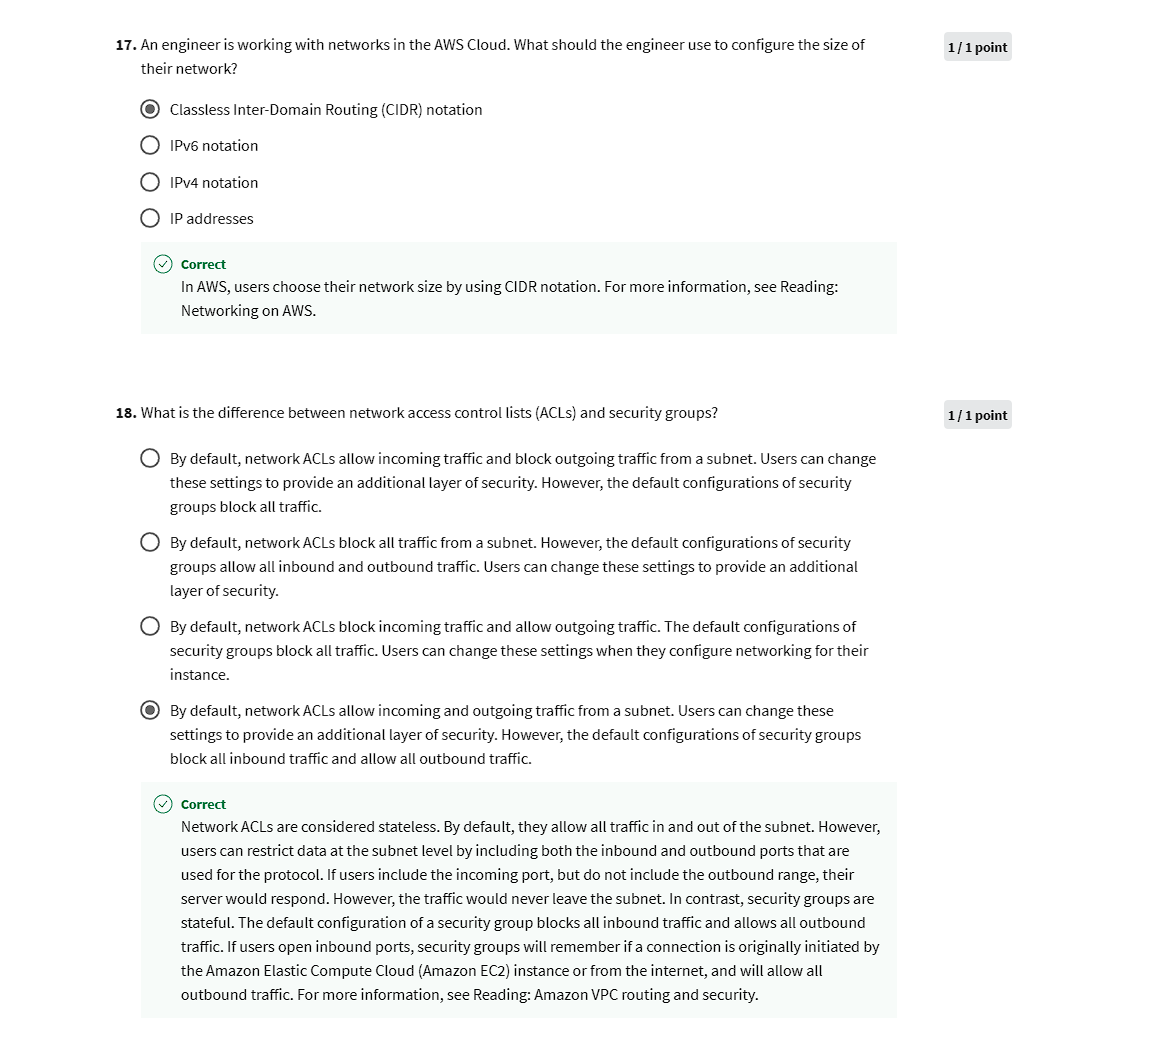 17. An engineer is working with networks in the AWS Cloud. What should the engineer use to configure the size of
their network?
1 / 1 point
Classless Inter-Domain Routing (CIDR) notation
IPv6 notation
IPv4 notation
IP addresses
Correct
In AWS, users choose their network size by using CIDR notation. For more information, see Reading:
Networking on AWS.
18. What is the difference between network access control lists (ACLs) and security groups?
1 / 1 point
By default, network ACLs allow incoming traffic and block outgoing traffic from a subnet. Users can change
these settings to provide an additional layer of security. However, the default configurations of security
groups block all traffic.
By default, network ACLs block all traffic from a subnet. However, the default configurations of security
groups allow all inbound and outbound traffic. Users can change these settings to provide an additional
layer of security.
By default, network ACLs block incoming traffic and allow outgoing traffic. The default configurations of
security groups block all traffic. Users can change these settings when they configure networking for their
instance.
By default, network ACLs allow incoming and outgoing traffic from a subnet. Users can change these
settings to provide an additional layer of security. However, the default configurations of security groups
block all inbound traffic and allow all outbound traffic.
Correct
Network ACLs are considered stateless. By default, they allow all traffic in and out of the subnet. However,
users can restrict data at the subnet level by including both the inbound and outbound ports that are
used for the protocol. If users include the incoming port, but do not include the outbound range, their
server would respond. However, the traffic would never leave the subnet. In contrast, security groups are
stateful. The default configuration of a security group blocks all inbound traffic and allows all outbound
traffic. If users open inbound ports, security groups will remember if a connection is originally initiated by
the Amazon Elastic Compute Cloud (Amazon EC2) instance or from the internet, and will allow all
outbound traffic. For more information, see Reading: Amazon VPC routing and security.